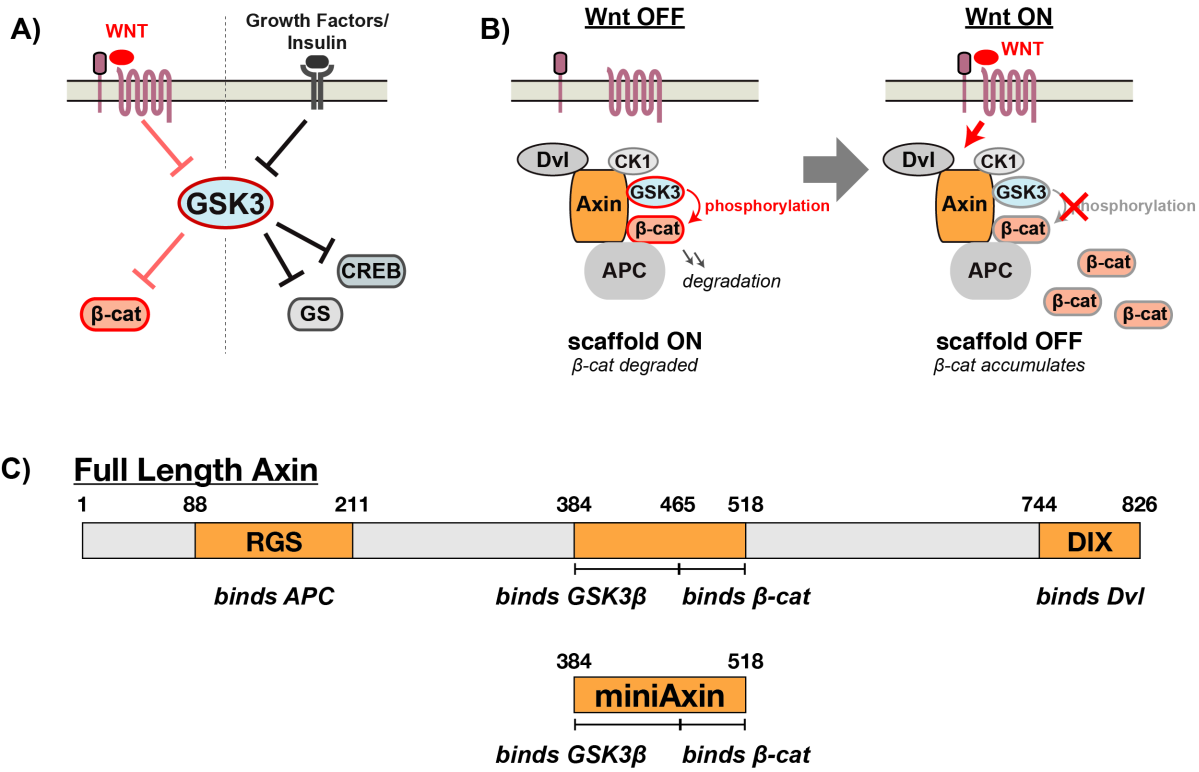 A)
WNT
Growth Factors/
Insulin
GSK3
CREB
β-cat
GS
B)
Wnt OFF
Dvl
CK1
Axin
GSK3
phosphorylation
β-cat
APC
degradation
scaffold ON
β-cat degraded
Wnt ON
WNT
Dvl
CK1
Axin
GSK3
phosphorylation
β-cat
APC
β-cat
β-cat
β-cat
scaffold OFF
β-cat accumulates
C)
Full Length Axin
1 88 211 384 465 518 744 826
RGS DIX
binds APC binds GSK3β binds β-cat binds Dvl
384 518
miniAxin
binds GSK3β binds β-cat